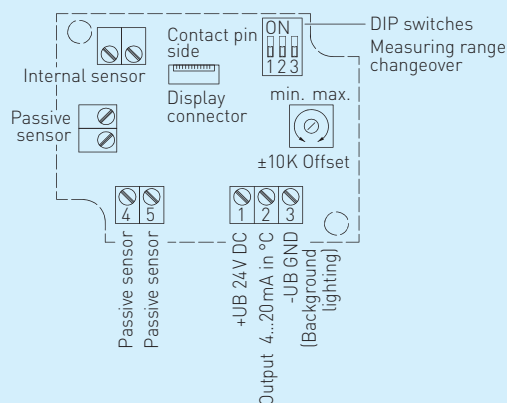 Contact pin
side
ON
1 2 3
DIP switches
Measuring range
changeover
Internal sensor
Display
connector
Passive
sensor
min. max.
±10K Offset
4 5
1 2 3
Passive sensor
Passive sensor
+UB 24V DC
Output 4...20mA in °C
-UB GND
(Background
lighting)